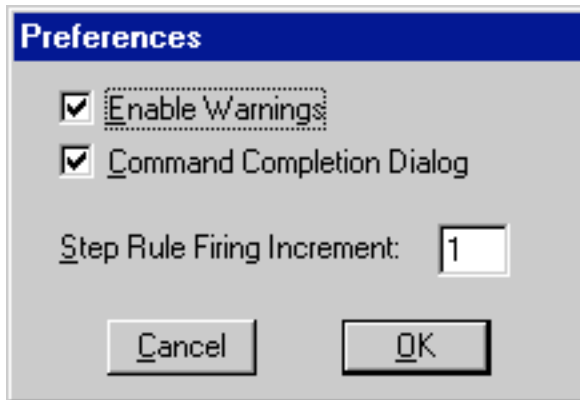 Preferences
Enable Warnings
Command Completion Dialog
Step Rule Firing Increment: 1
Cancel OK